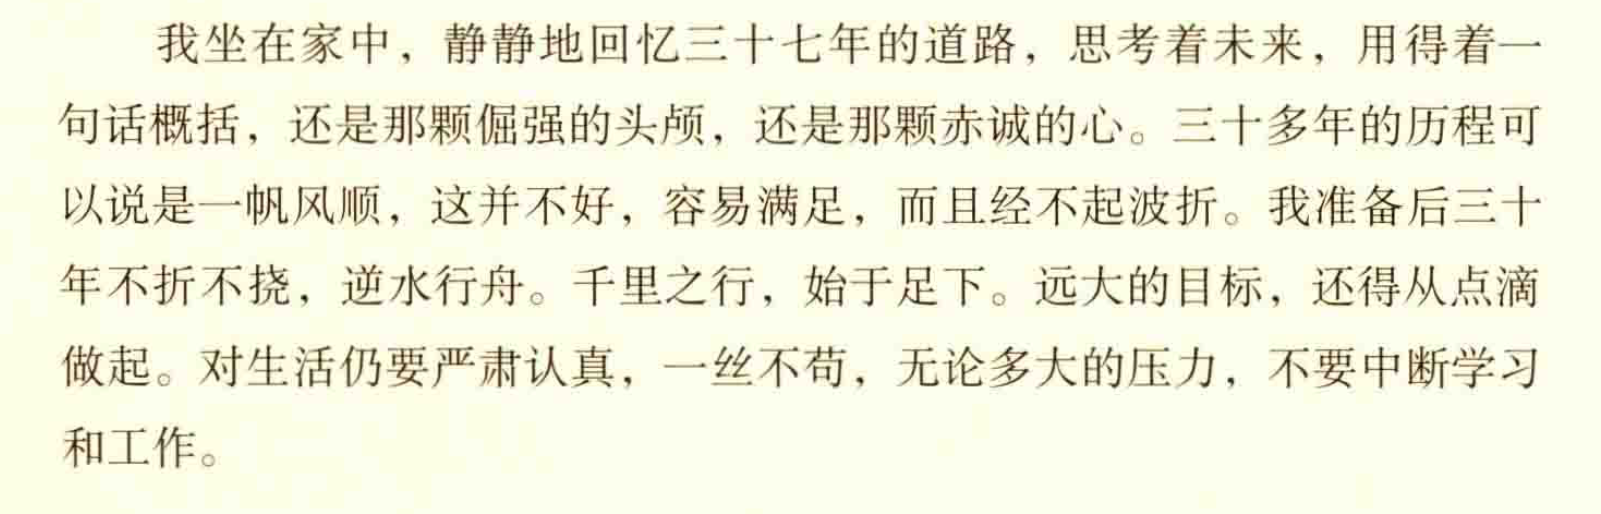 我坐在家中，静静地回忆三十七年的道路，思考着未来，用得着一
句话概括，还是那颗倔强的头颅，还是那颗赤诚的心。三十多年的历程可
以说是一帆风顺，这并不好，容易满足，而且经不起波折。我准备后三十
年不折不挠，逆水行舟。千里之行，始于足下。远大的目标，还得从点滴
做起。对生活仍要严肃认真，一丝不苟，无论多大的压力，不要中断学习
和工作。